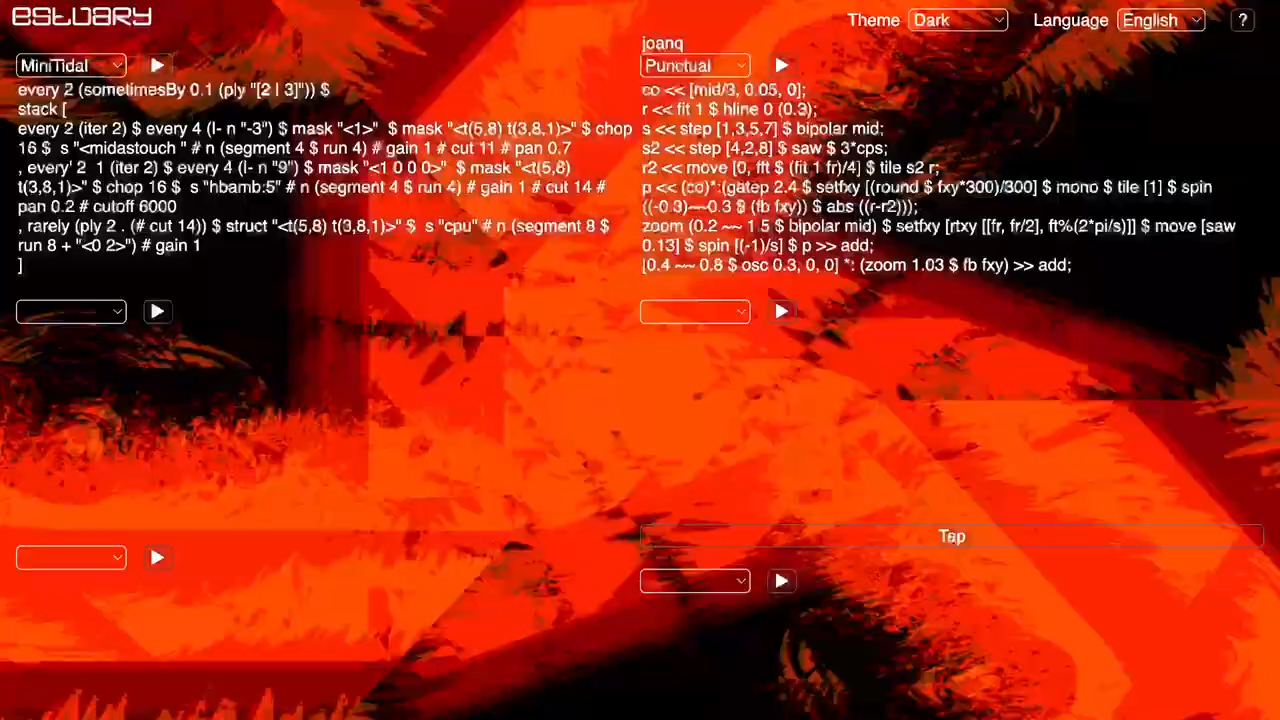 estuary
Theme Dark Language English ?
MiniTidal
every 2 (sometimesBy 0.1 (ply "[2 | 3]")) $
stack [
every 2 (iter 2) $ every 4 (|- n "-3") $ mask "<1>"  $ mask "<t(5,8) t(3,8,1)>" $ chop
16 $  s "<midastouch " # n (segment 4 $ run 4) # gain 1 # cut 11 # pan 0.7
, every' 2  1 (iter 2) $ every 4 (|- n "9") $ mask "<1 0 0 0>"  $ mask "<t(5,8)
t(3,8,1)>" $ chop 16 $  s "hbamb:5" # n (segment 4 $ run 4) # gain 1 # cut 14 #
pan 0.2 # cutoff 6000
, rarely (ply 2 . (# cut 14)) $ struct "<t(5,8) t(3,8,1)>" $  s "cpu" # n (segment 8 $
run 8 + "<0 2>") # gain 1
]
joanq
Punctual
co << [mid/3, 0.05, 0];
r << fit 1 $ hline 0 (0.3);
s << step [1,3,5,7] $ bipolar mid;
s2 << step [4,2,8] $ saw $ 3*cps;
r2 << move [0, fft $ (fit 1 fr)/4] $ tile s2 r;
p << (co)*:(gatep 2.4 $ setfxy [(round $ fxy*300)/300] $ mono $ tile [1] $ spin
((-0.3)~~0.3 $ (fb fxy)) $ abs ((r-r2)));
zoom (0.2 ~~ 1.5 $ bipolar mid) $ setfxy [rtxy [[fr, fr/2], ft%(2*pi/s)]] $ move [saw
0.13] $ spin [(-1)/s] $ p >> add;
[0.4 ~~ 0.8 $ osc 0.3, 0, 0] *: (zoom 1.03 $ fb fxy) >> add;
Tap